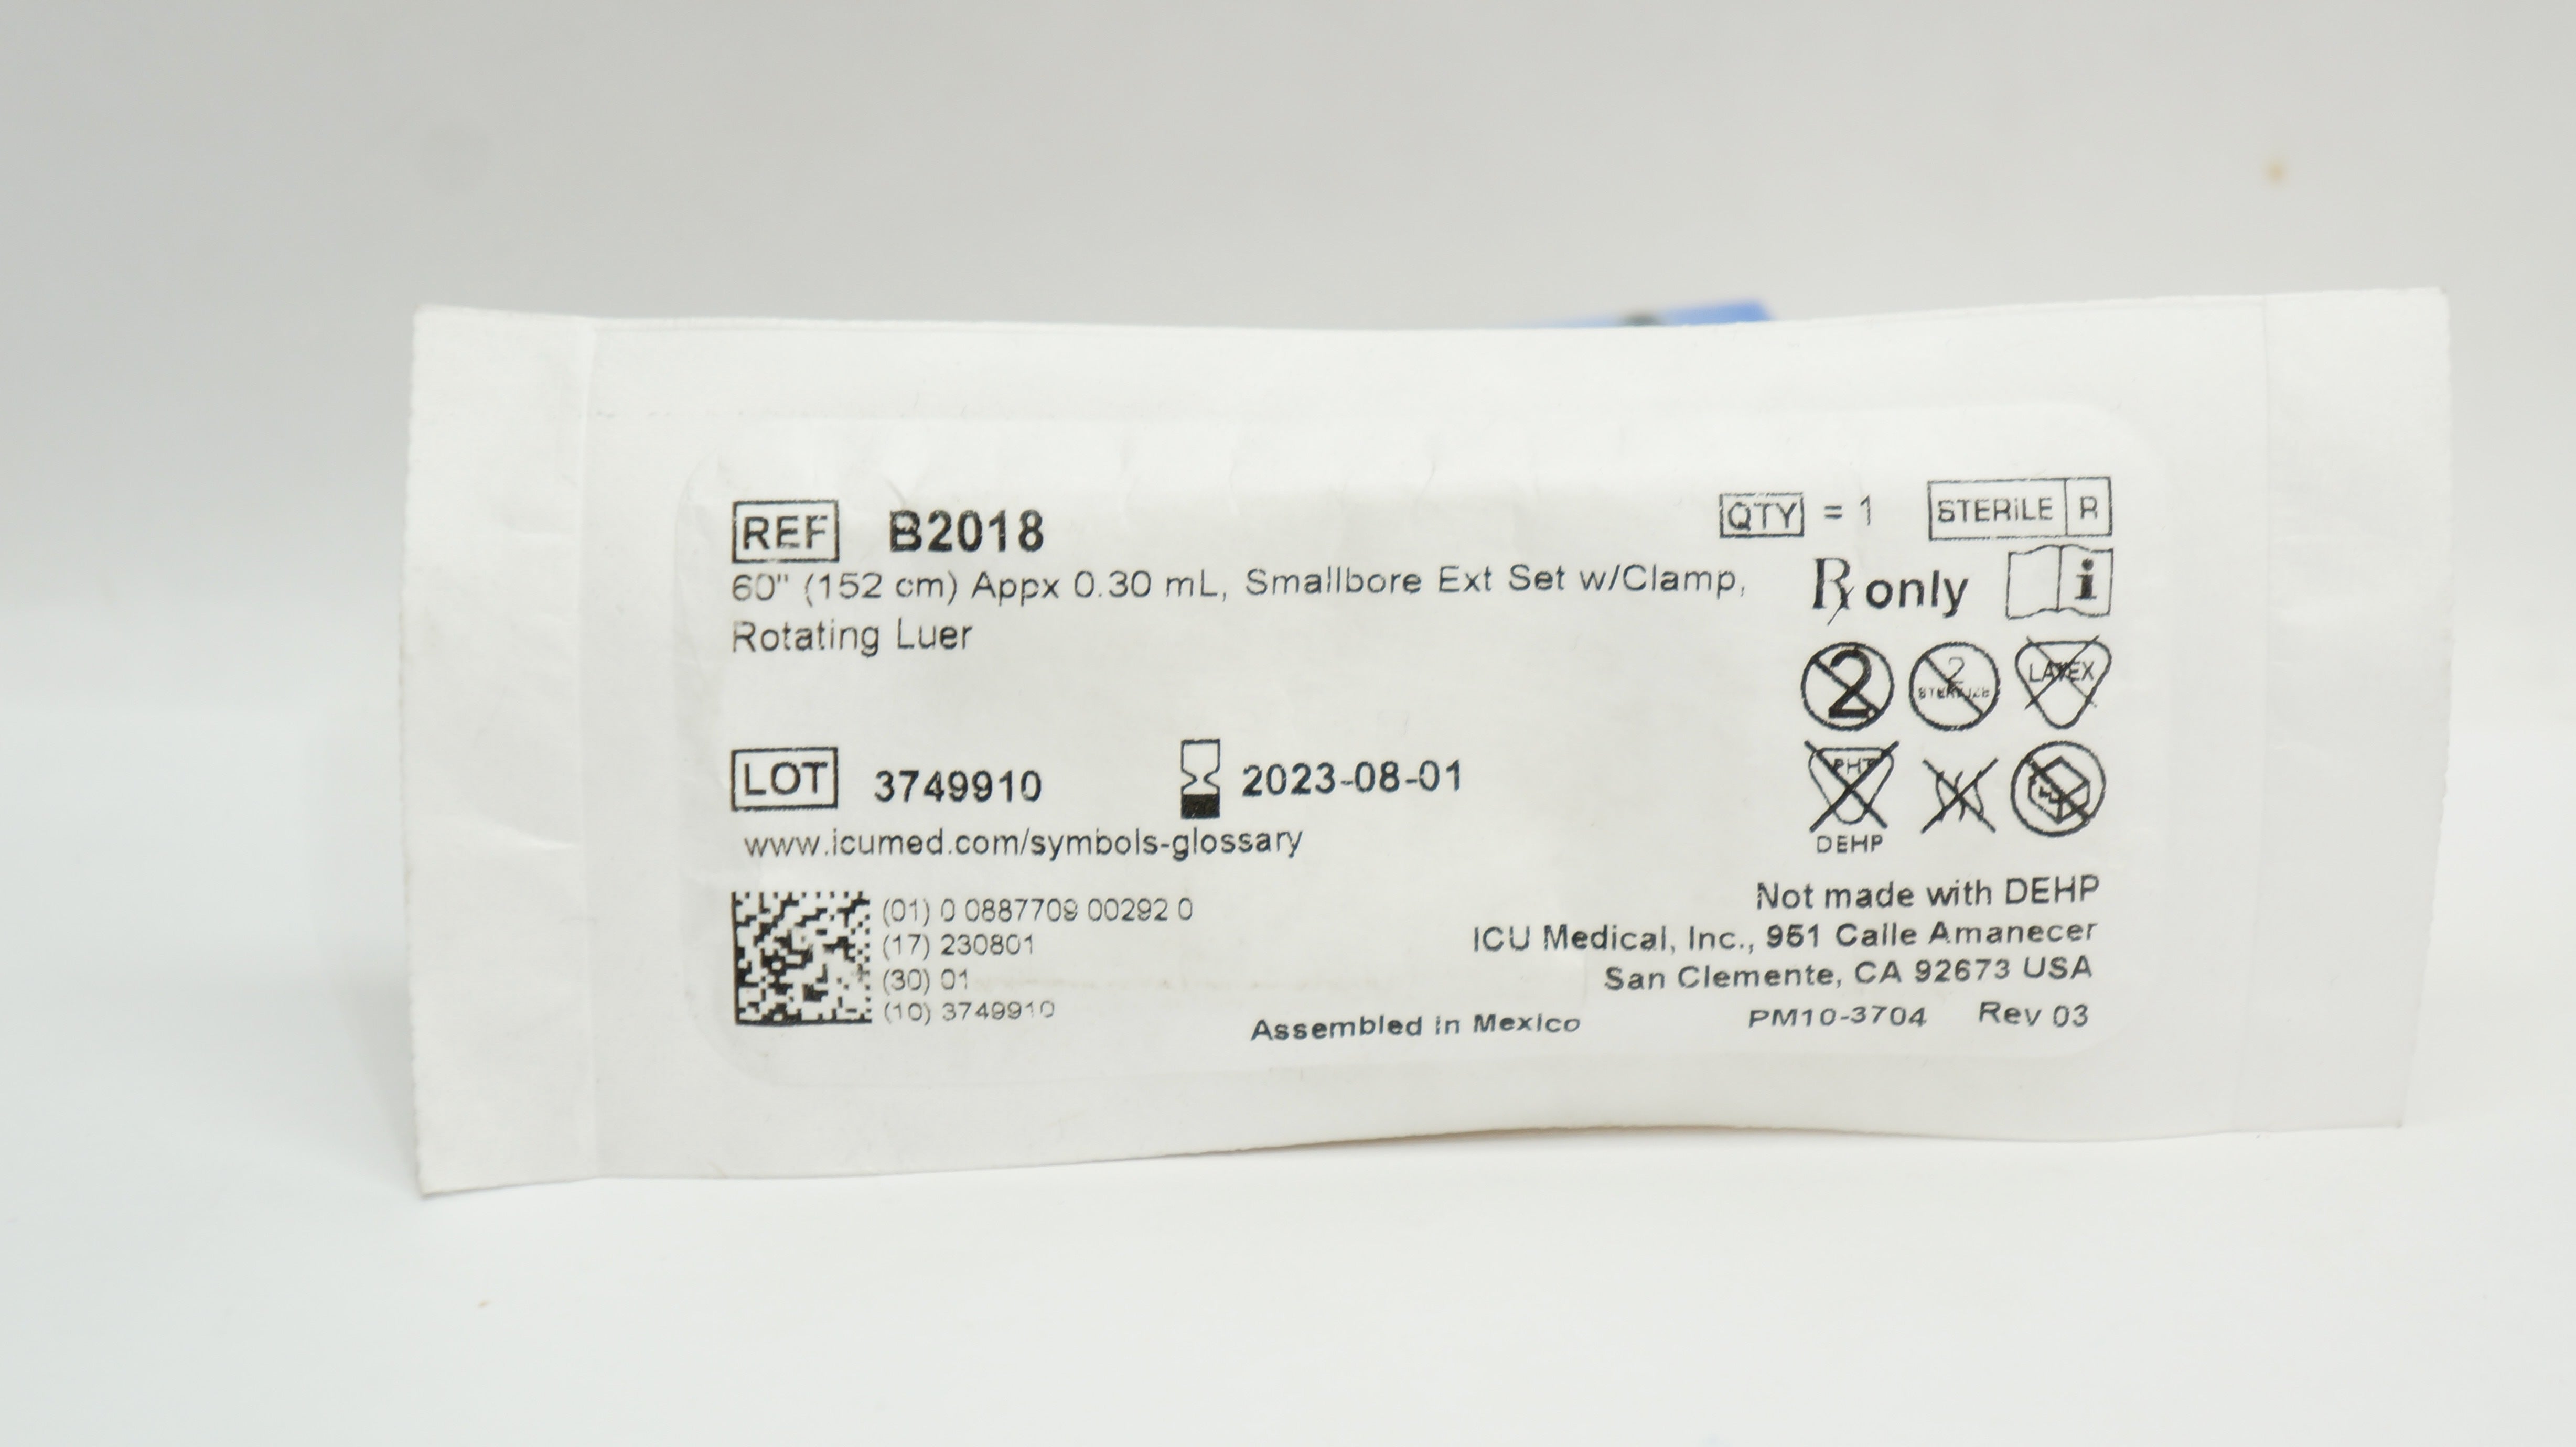 REF B2018
QTY = 1 STERILE R
60" (152 cm) Appx 0.30 mL, Smallbore Ext Set w/Clamp,
Rotating Luer
℞ only
i
2
2 STERILIZE
LATEX
PHT
DEHP
LOT 3749910 2023-08-01
www.icumed.com/symbols-glossary
(01) 0 0887709 00292 0
(17) 230801
(30) 01
(10) 3749910
Not made with DEHP
ICU Medical, Inc., 951 Calle Amanecer
San Clemente, CA 92673 USA
Assembled in Mexico
PM10-3704 Rev 03